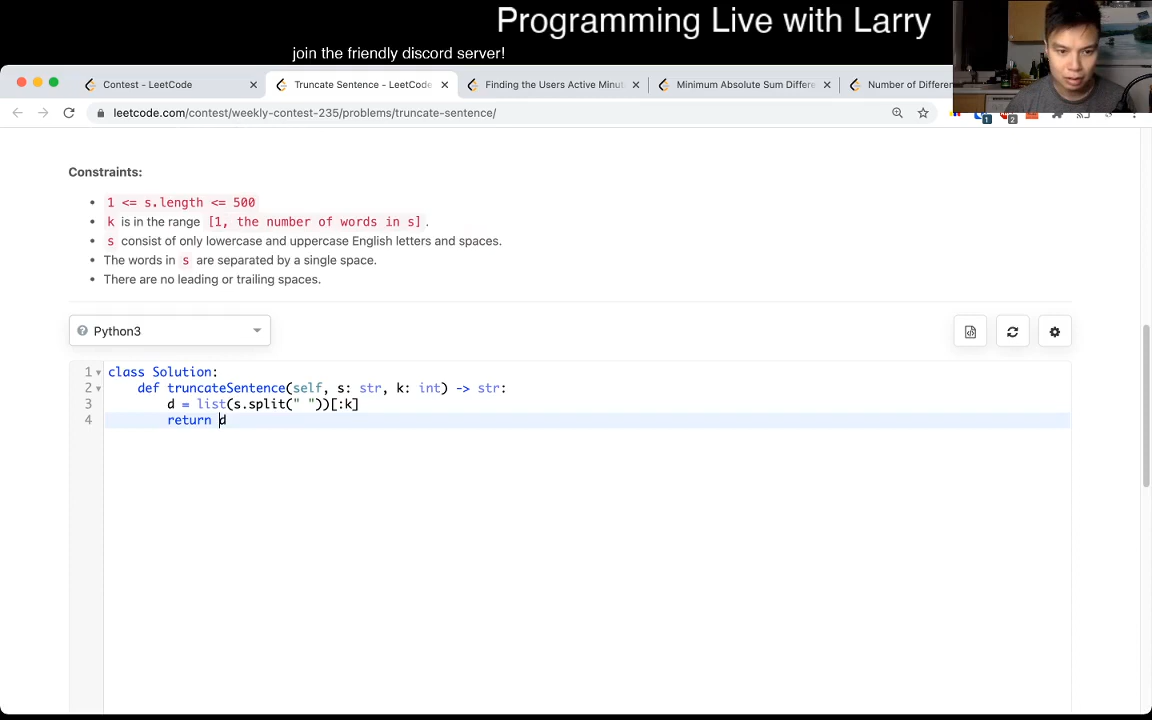 Programming Live with Larry
join the friendly discord server!
Contest - LeetCode
Truncate Sentence - LeetCode
Finding the Users Active Minut
Minimum Absolute Sum Differe
Number of Differen
leetcode.com/contest/weekly-contest-235/problems/truncate-sentence/
1
2
Constraints:
1 <= s.length <= 500
k is in the range [1, the number of words in s].
s consist of only lowercase and uppercase English letters and spaces.
The words in s are separated by a single space.
There are no leading or trailing spaces.
Python3
1 class Solution:
2 def truncateSentence(self, s: str, k: int) -> str:
3 d = list(s.split(" "))[:k]
4 return d